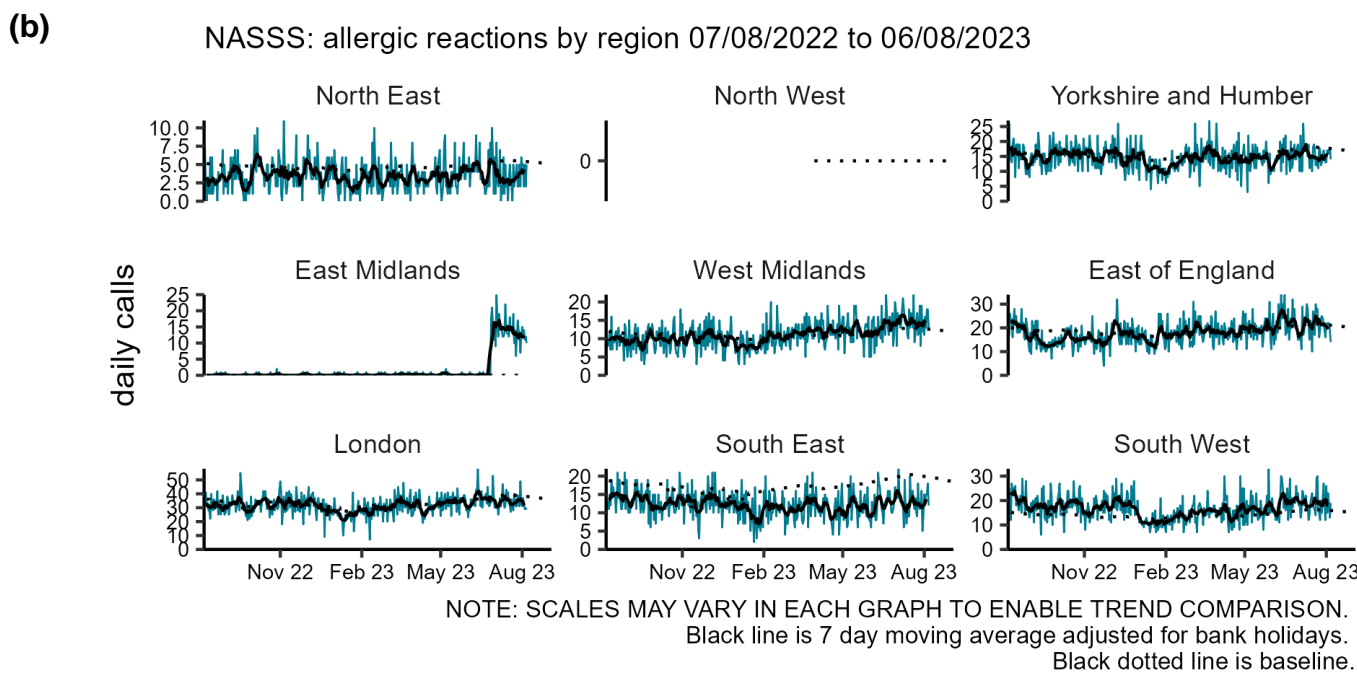 (b)
NASSS: allergic reactions by region 07/08/2022 to 06/08/2023
daily calls
North East
10.0
7.5
5.0
2.5
0.0
North West
0
Yorkshire and Humber
25
20
15
10
5
0
East Midlands
25
20
15
10
5
0
West Midlands
20
15
10
5
0
East of England
30
20
10
0
London
50
40
30
20
10
0
Nov 22 Feb 23 May 23 Aug 23
South East
20
15
10
5
0
Nov 22 Feb 23 May 23 Aug 23
South West
30
20
10
0
Nov 22 Feb 23 May 23 Aug 23
NOTE: SCALES MAY VARY IN EACH GRAPH TO ENABLE TREND COMPARISON.
Black line is 7 day moving average adjusted for bank holidays.
Black dotted line is baseline.